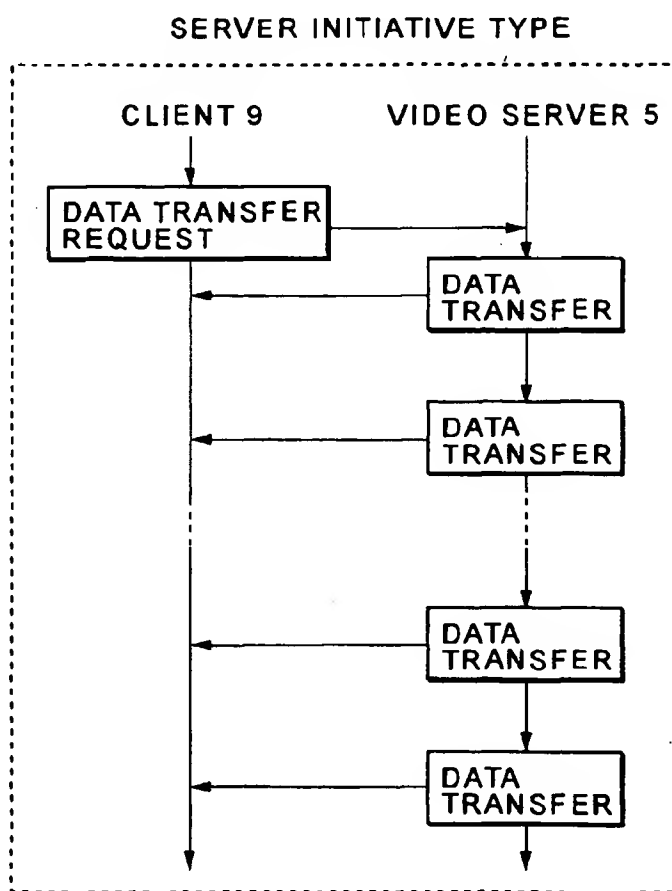 SERVER INITIATIVE TYPE
CLIENT 9
VIDEO SERVER 5
DATA TRANSFER
REQUEST
DATA
TRANSFER
DATA
TRANSFER
DATA
TRANSFER
DATA
TRANSFER